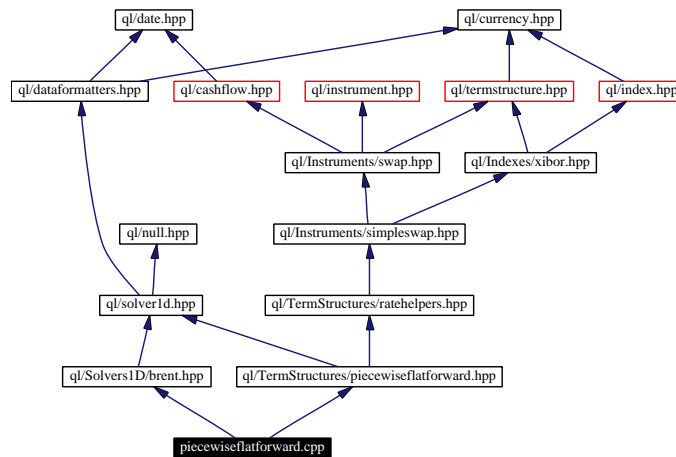 ql/date.hpp
ql/currency.hpp
ql/dataformatters.hpp
ql/cashflow.hpp
ql/instrument.hpp
ql/termstructure.hpp
ql/index.hpp
ql/Instruments/swap.hpp
ql/Indexes/xibor.hpp
ql/null.hpp
ql/Instruments/simpleswap.hpp
ql/solver1d.hpp
ql/TermStructures/ratehelpers.hpp
ql/Solvers1D/brent.hpp
ql/TermStructures/piecewiseflatforward.hpp
piecewiseflatforward.cpp